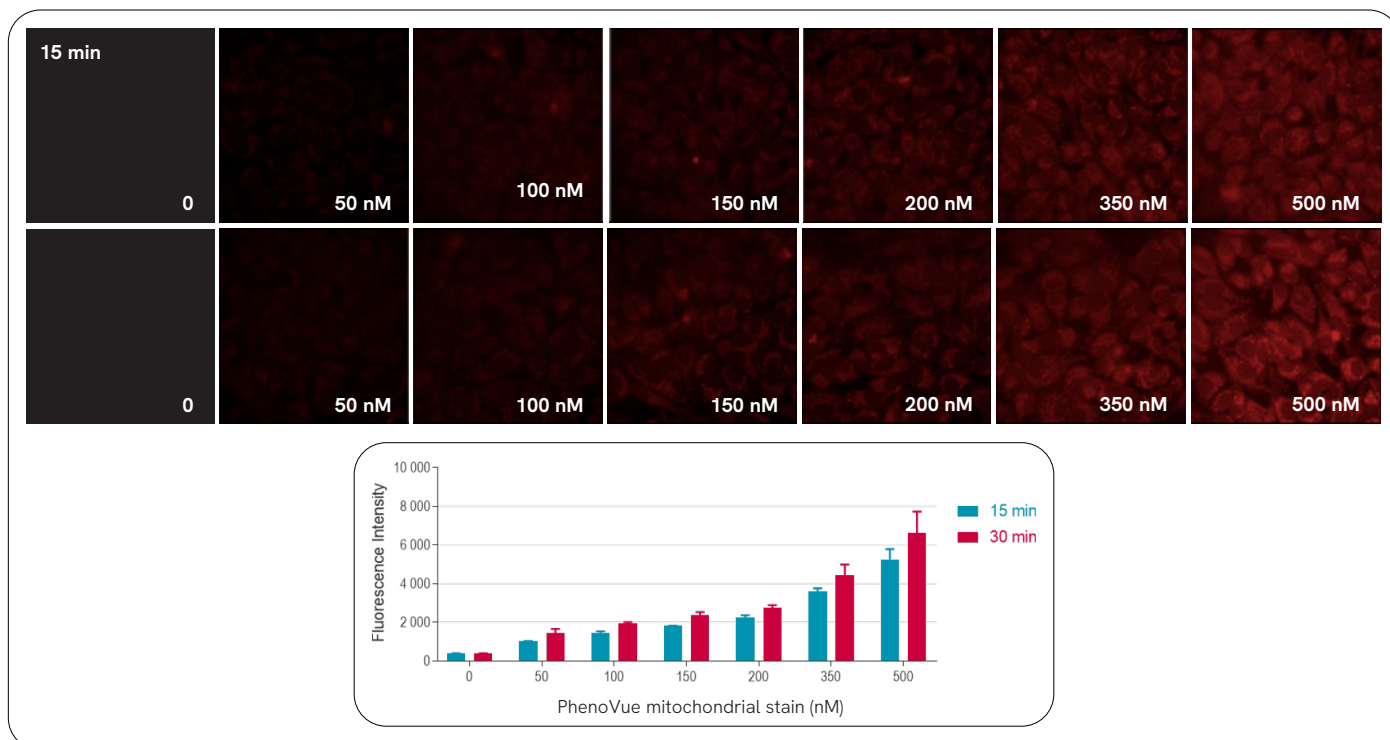 15 min
0
50 nM
100 nM
150 nM
200 nM
350 nM
500 nM
0
50 nM
100 nM
150 nM
200 nM
350 nM
500 nM
Fluorescence Intensity
10 000
8 000
6 000
4 000
2 000
0
0 50 100 150 200 350 500
PhenoVue mitochondrial stain (nM)
15 min
30 min